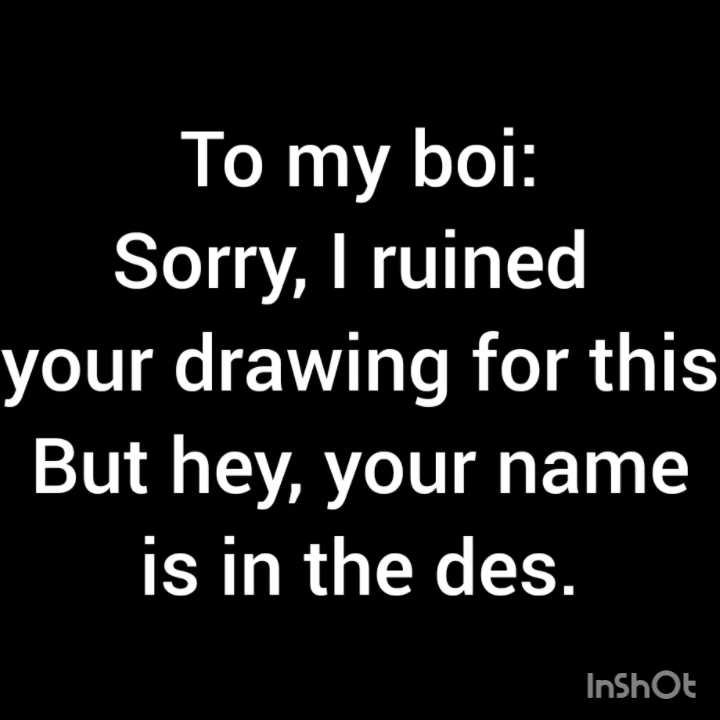 To my boi:
Sorry, I ruined
your drawing for this
But hey, your name
is in the des.
InShOt